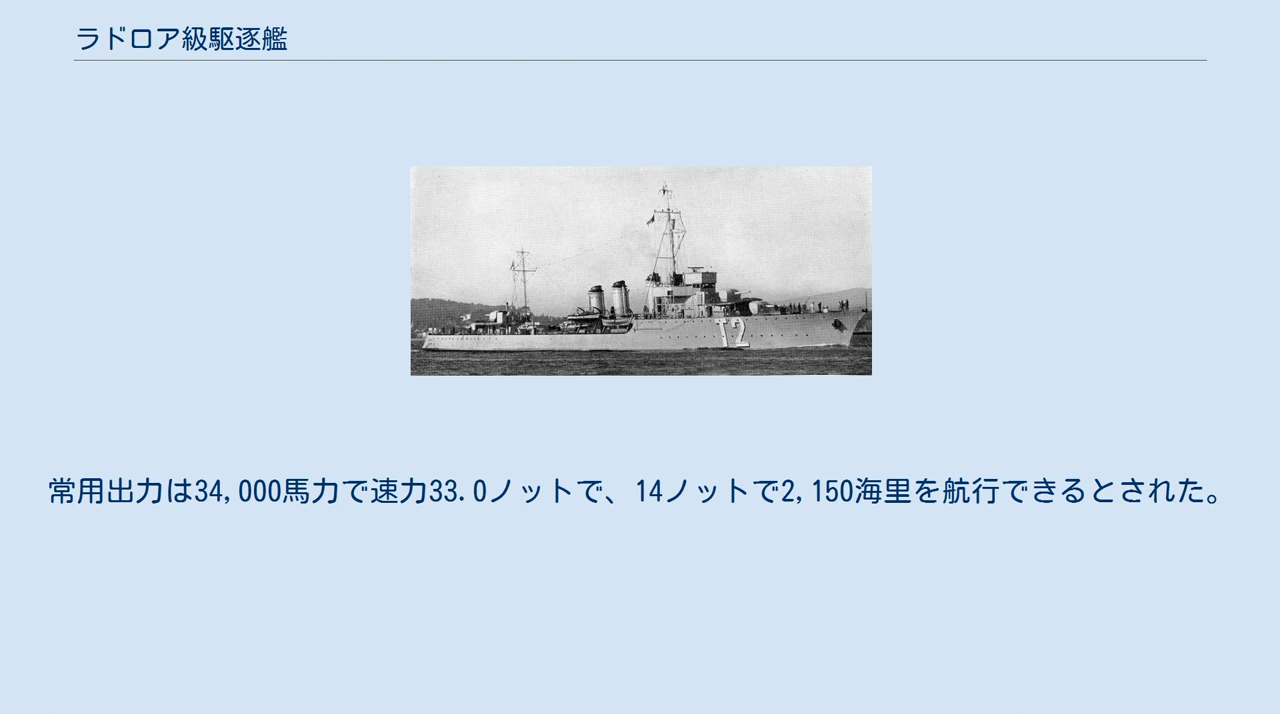 ラドロア級駆逐艦
T2
常用出力は34,000馬力で速力33.0ノットで、14ノットで2,150海里を航行できるとされた。